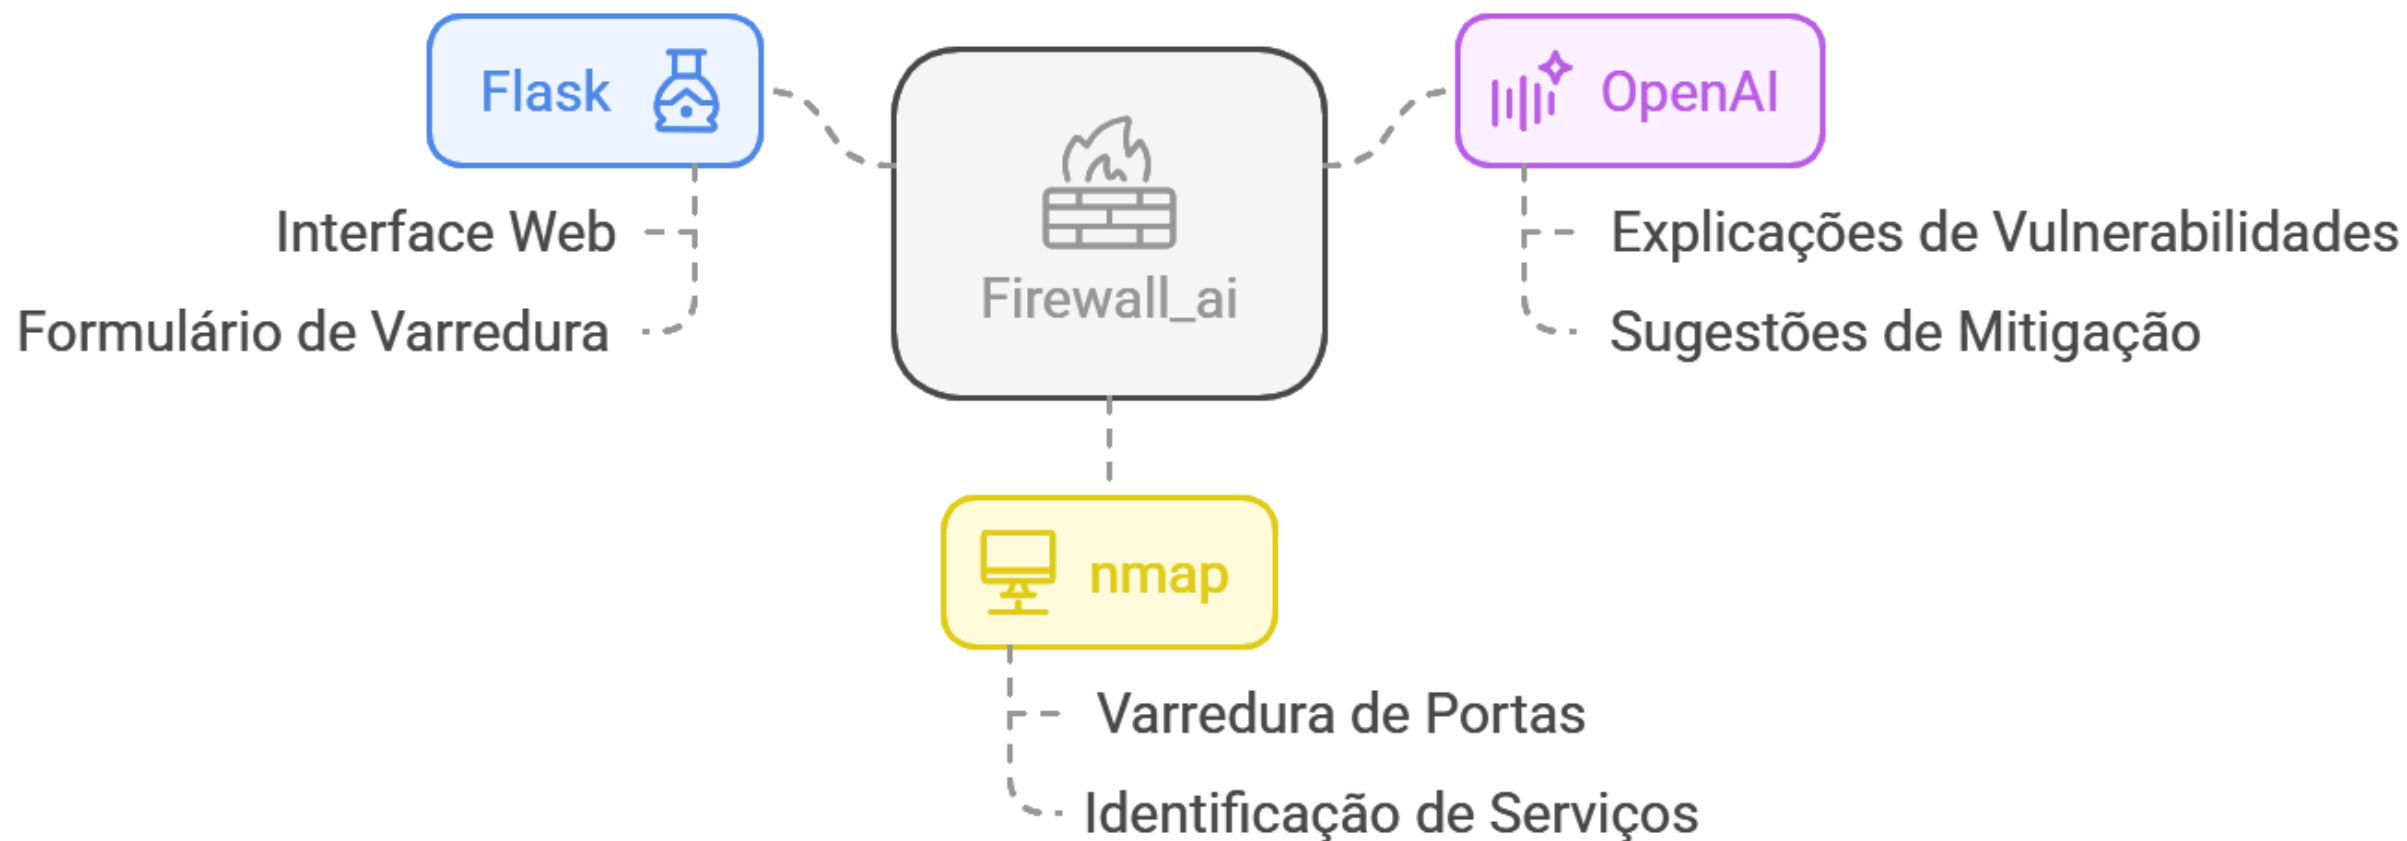 Flask
Interface Web
Formulário de Varredura
Firewall_ai
OpenAI
Explicações de Vulnerabilidades
Sugestões de Mitigação
nmap
Varredura de Portas
Identificação de Serviços